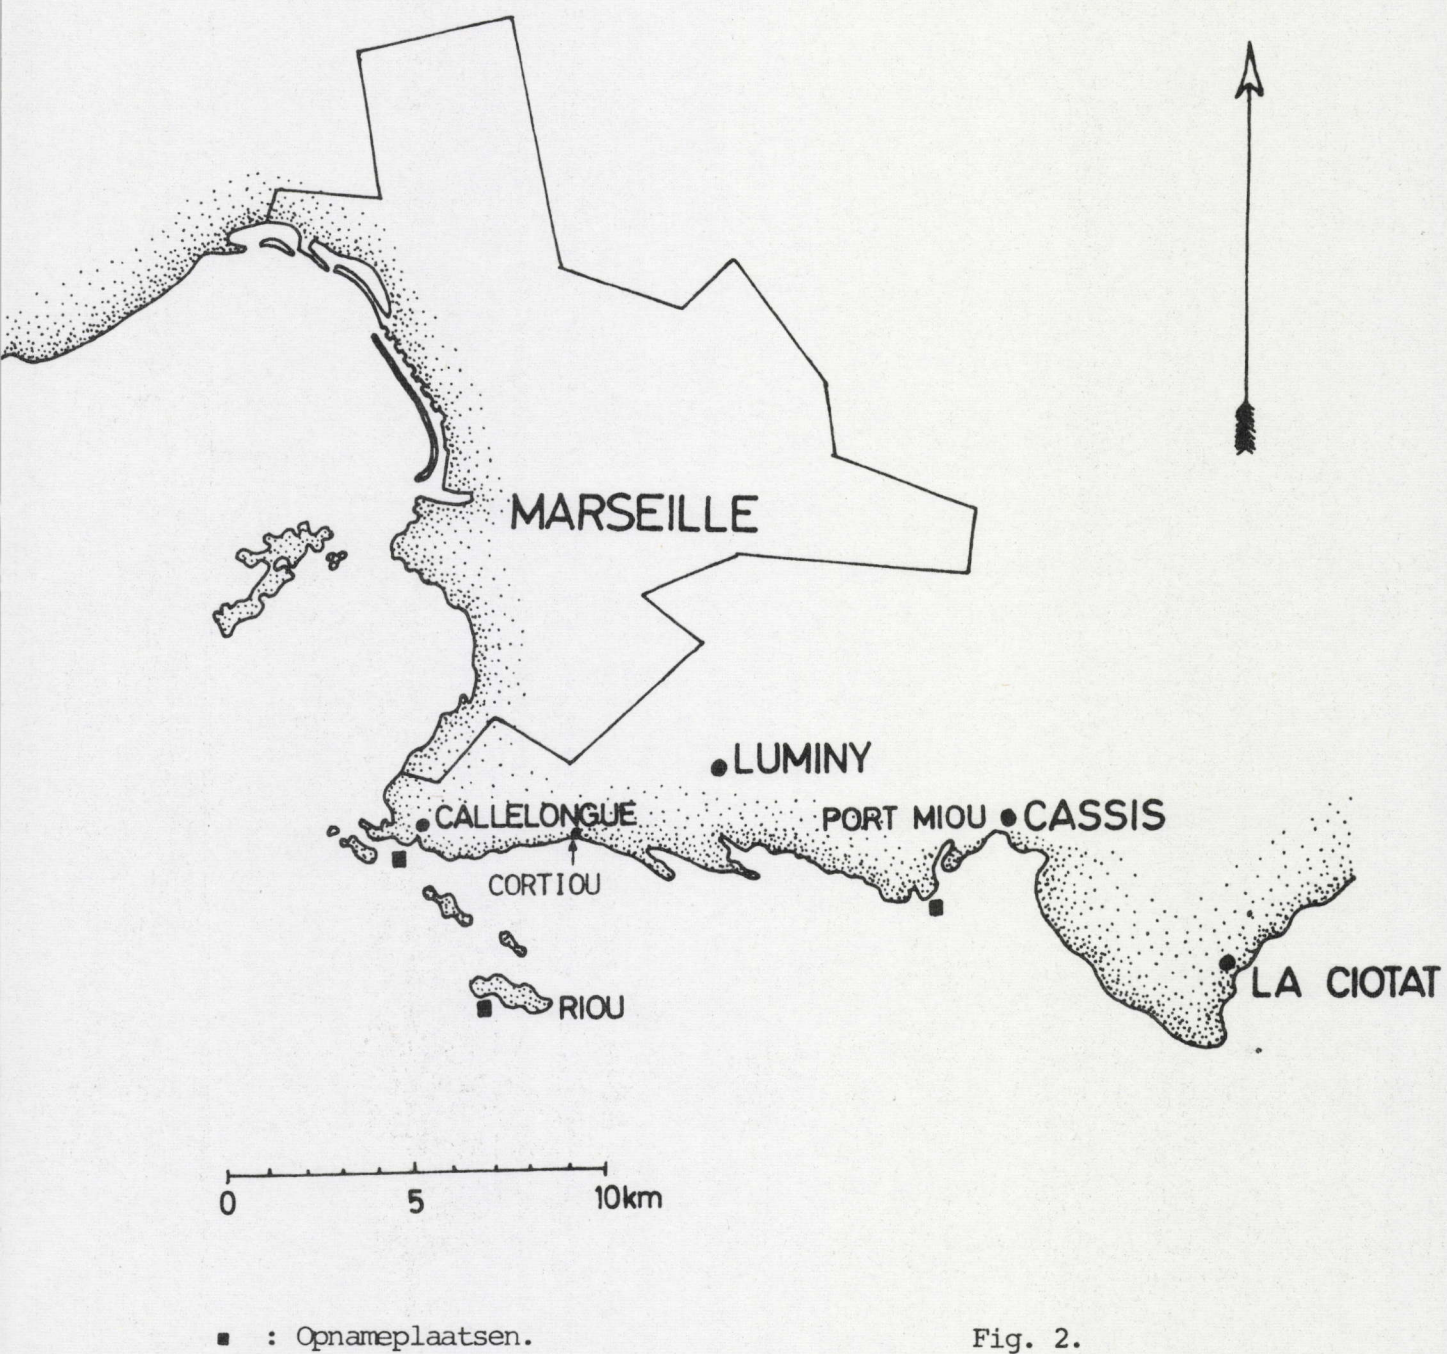 MARSEILLE
LUMINY
CALLELONGUE
PORT MIOU
CASSIS
CORTIOU
LA CIOTAT
RIOU
0 5 10km
■ : Opnameplaatsen.
Fig. 2.